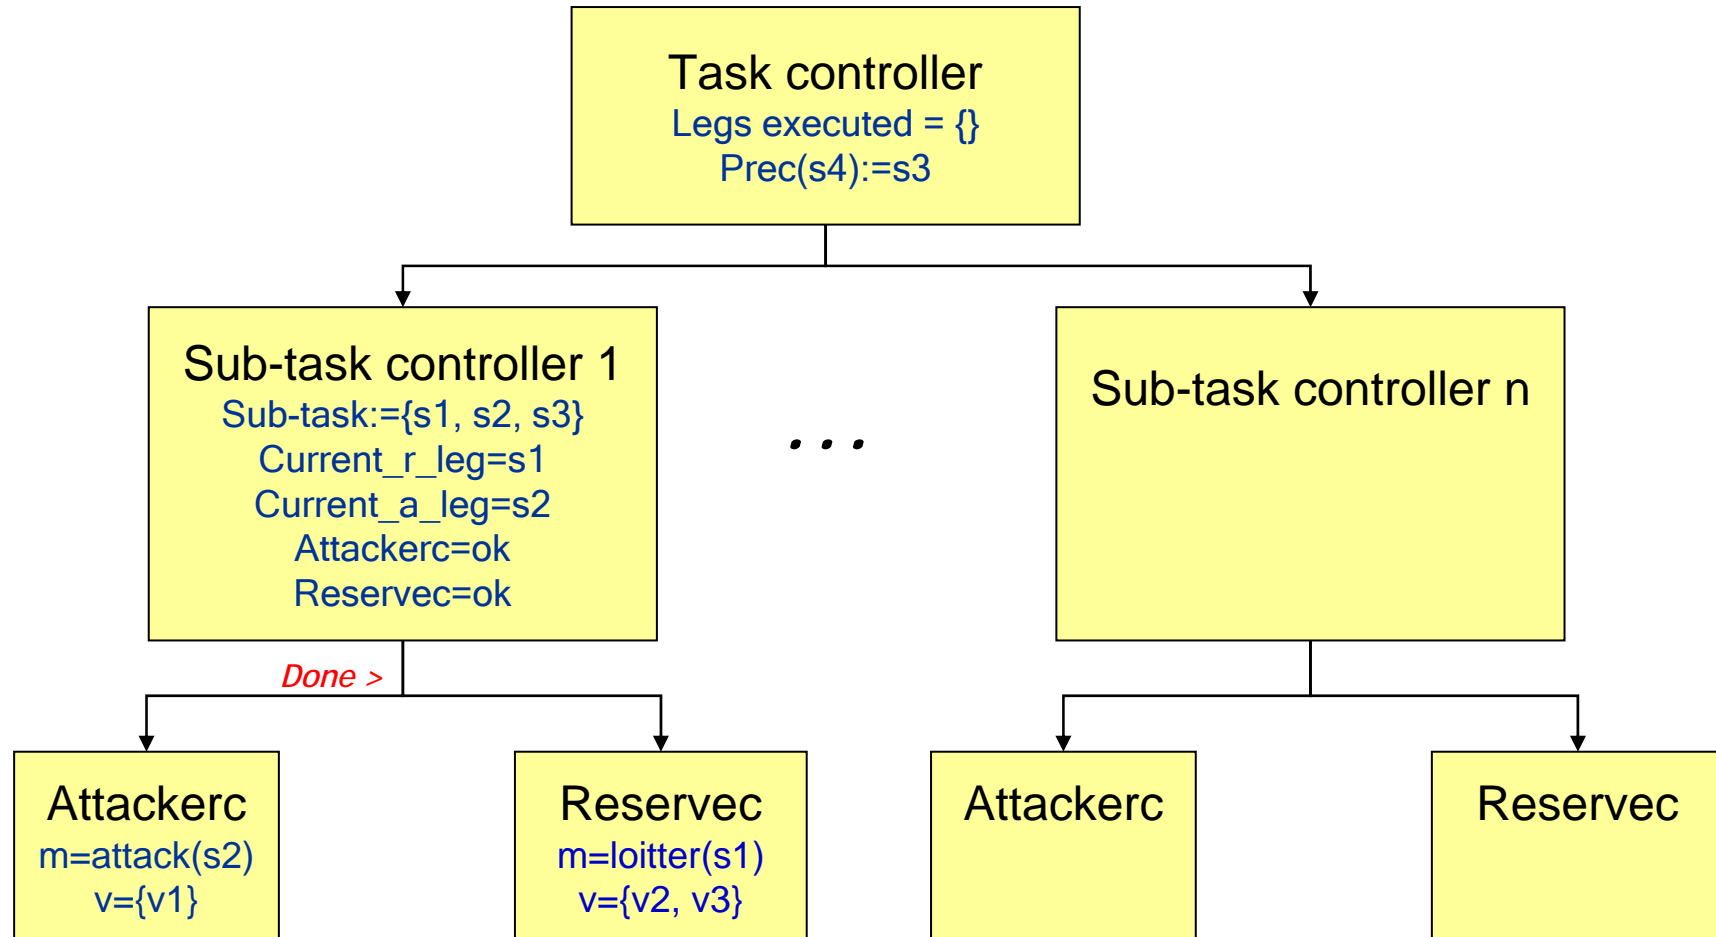 Task controller
Legs executed = {}
Prec(s4):=s3
Sub-task controller 1
Sub-task:={s1, s2, s3}
Current_r_leg=s1
Current_a_leg=s2
Attackerc=ok
Reservec=ok
...
Sub-task controller n
Done >
Attackerc
m=attack(s2)
v={v1}
Reservec
m=loitter(s1)
v={v2, v3}
Attackerc
Reservec